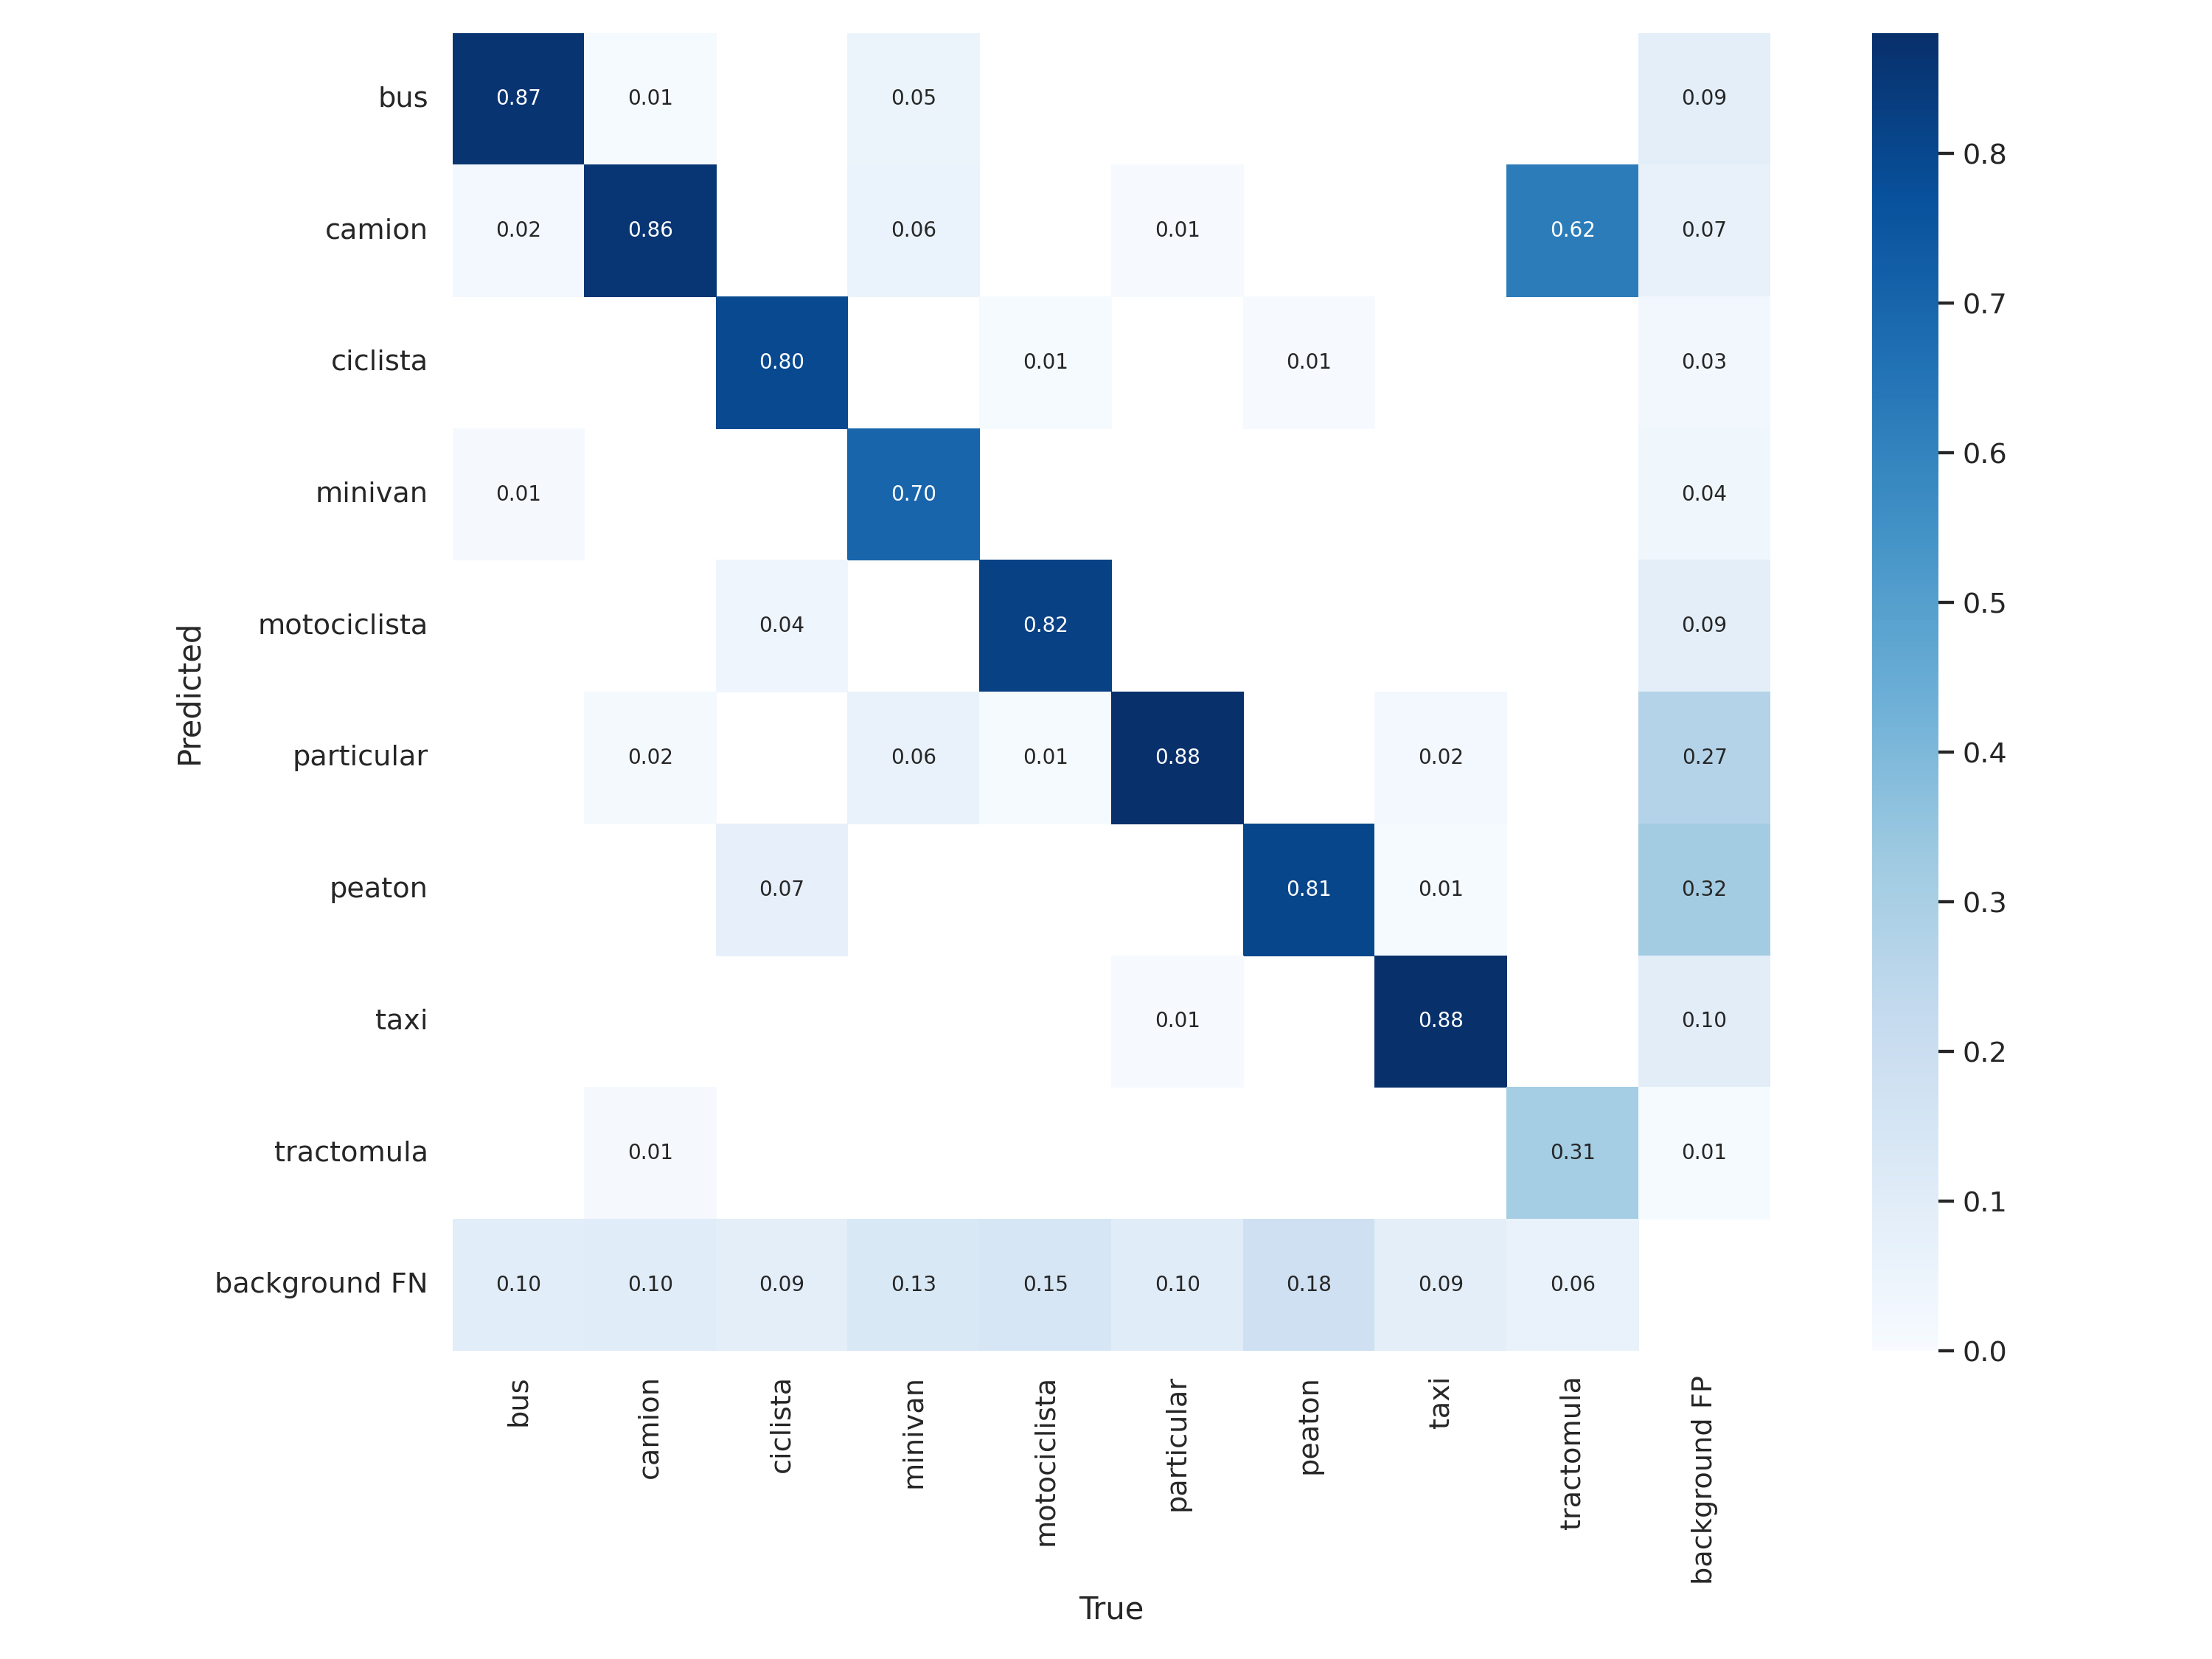 bus 0.87 0.01 0.05 0.09
camion 0.02 0.86 0.06 0.01 0.62 0.07
ciclista 0.80 0.01 0.01 0.03
minivan 0.01 0.70 0.04
motociclista 0.04 0.82 0.09
particular 0.02 0.06 0.01 0.88 0.02 0.27
peaton 0.07 0.81 0.01 0.32
taxi 0.01 0.88 0.10
tractomula 0.01 0.31 0.01
background FN 0.10 0.10 0.09 0.13 0.15 0.10 0.18 0.09 0.06
Predicted
bus camion ciclista minivan motociclista particular peaton taxi tractomula background FP
True
0.8
0.7
0.6
0.5
0.4
0.3
0.2
0.1
0.0